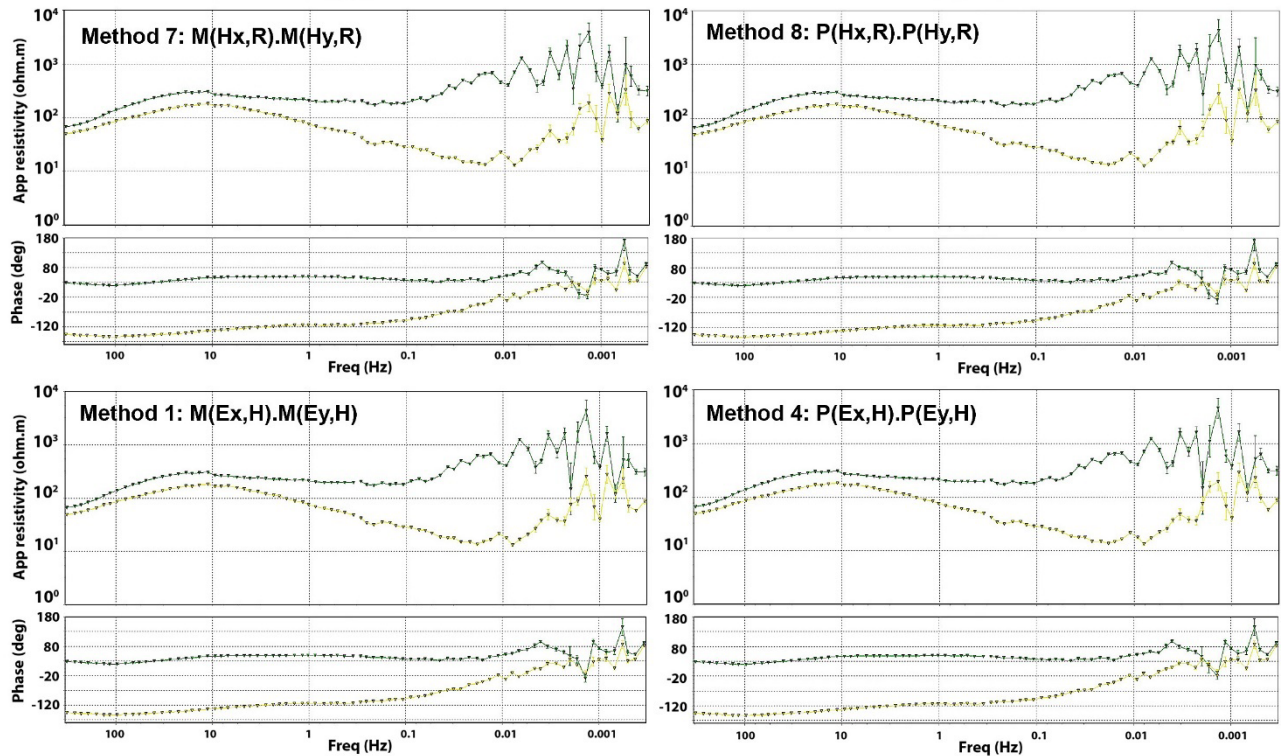 Method 7: M(Hx,R).M(Hy,R)
App resistivity (ohm.m)
10⁴
10³
10²
10¹
10⁰
Phase (deg)
180
80
-20
-120
100 10 1 0.1 0.01 0.001
Freq (Hz)
Method 8: P(Hx,R).P(Hy,R)
10⁴
10³
10²
10¹
10⁰
180
80
-20
-120
100 10 1 0.1 0.01 0.001
Freq (Hz)
Method 1: M(Ex,H).M(Ey,H)
App resistivity (ohm.m)
10⁴
10³
10²
10¹
10⁰
Phase (deg)
180
80
-20
-120
100 10 1 0.1 0.01 0.001
Freq (Hz)
Method 4: P(Ex,H).P(Ey,H)
10⁴
10³
10²
10¹
10⁰
180
80
-20
-120
100 10 1 0.1 0.01 0.001
Freq (Hz)